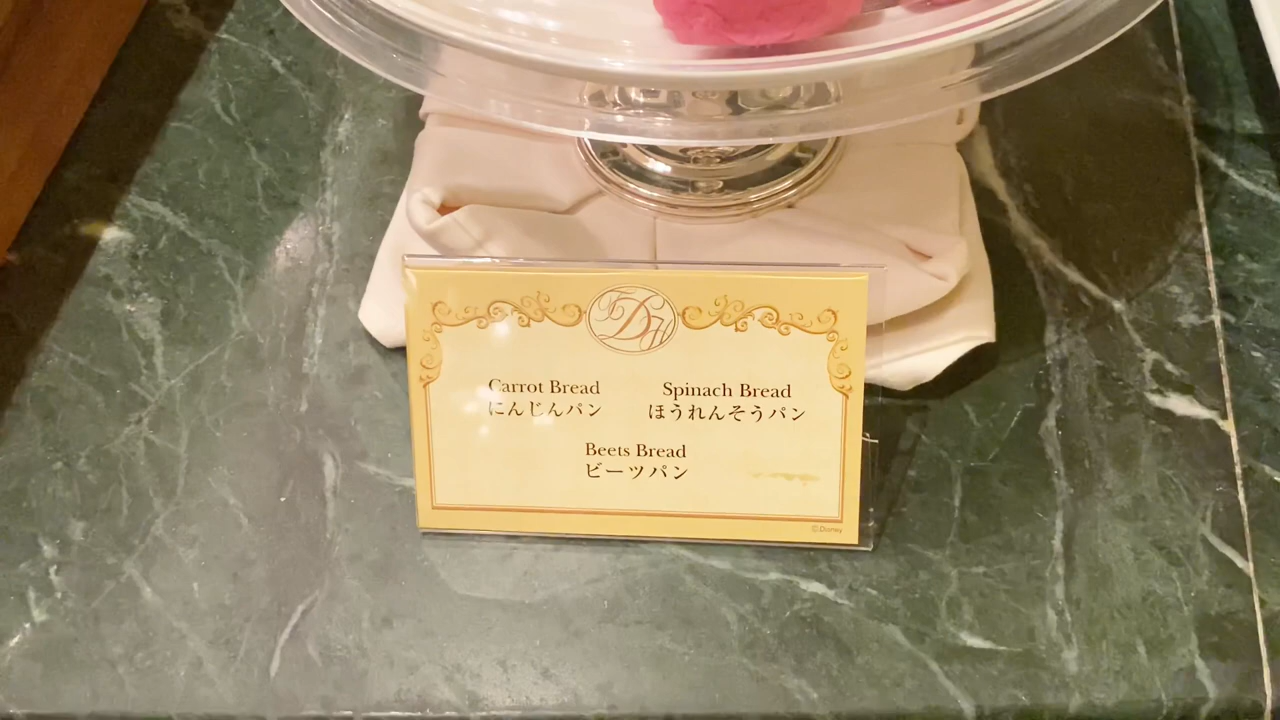 TDH
Carrot Bread
にんじんパン
Spinach Bread
ほうれんそうパン
Beets Bread
ビーツパン
©Disney